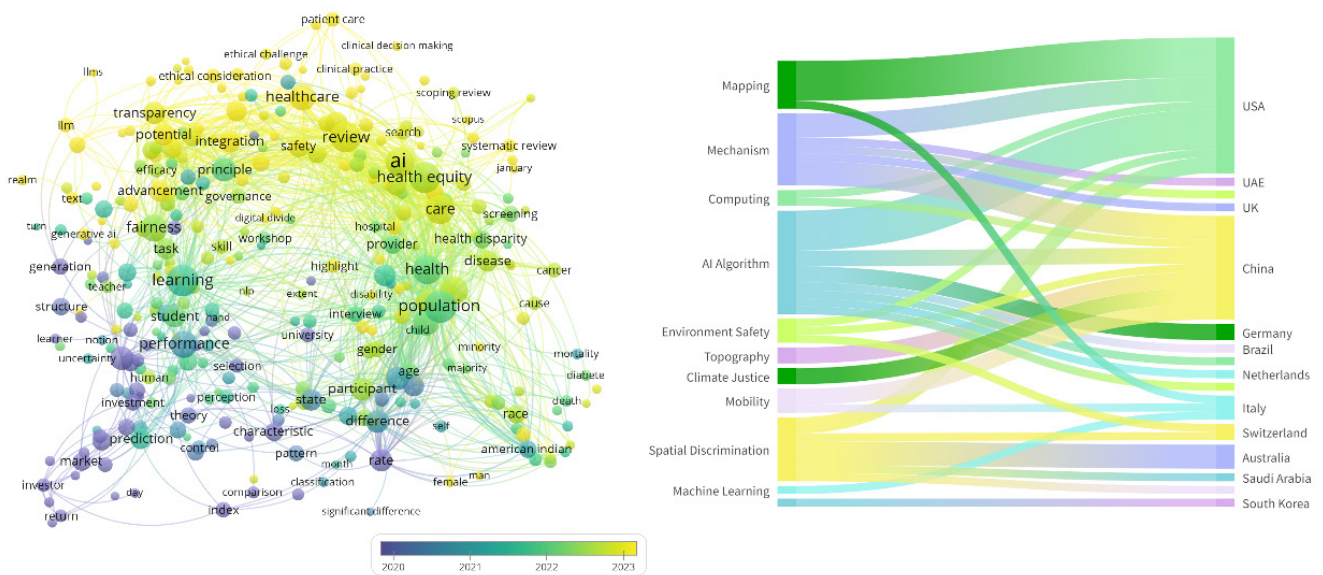 patient care
ethical challenge
clinical decision making
llms
ethical consideration
clinical practice
healthcare
scoping review
transparency
llm
potential
integration
safety
review
search
scopus
systematic review
ai
january
efficacy
principle
health equity
realm
text
advancement
governance
care
screening
turn
generative ai
fairness
digital divide
hospital
task
skill
workshop
provider
health disparity
generation
teacher
learning
highlight
health
disease
cancer
nlp
extent
disability
structure
student
hand
interview
population
cause
learner
notion
performance
university
child
uncertainty
gender
minority
mortality
human
selection
age
majority
diabete
investment
perception
participant
death
theory
loss
state
race
prediction
control
characteristic
difference
self
american indian
market
pattern
month
rate
investor
day
comparison
classification
female
man
return
index
significant difference
2020
2021
2022
2023
Mapping
Mechanism
Computing
AI Algorithm
Environment Safety
Topography
Climate Justice
Mobility
Spatial Discrimination
Machine Learning
USA
UAE
UK
China
Germany
Brazil
Netherlands
Italy
Switzerland
Australia
Saudi Arabia
South Korea